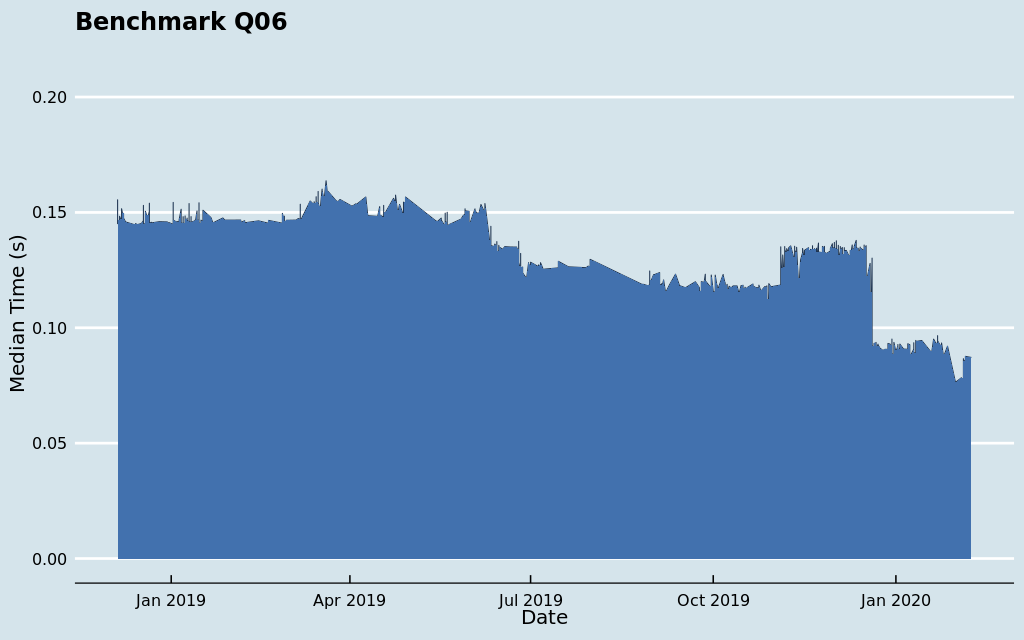 Benchmark Q06
Median Time (s)
0.20
0.15
0.10
0.05
0.00
Jan 2019
Apr 2019
Jul 2019
Oct 2019
Jan 2020
Date